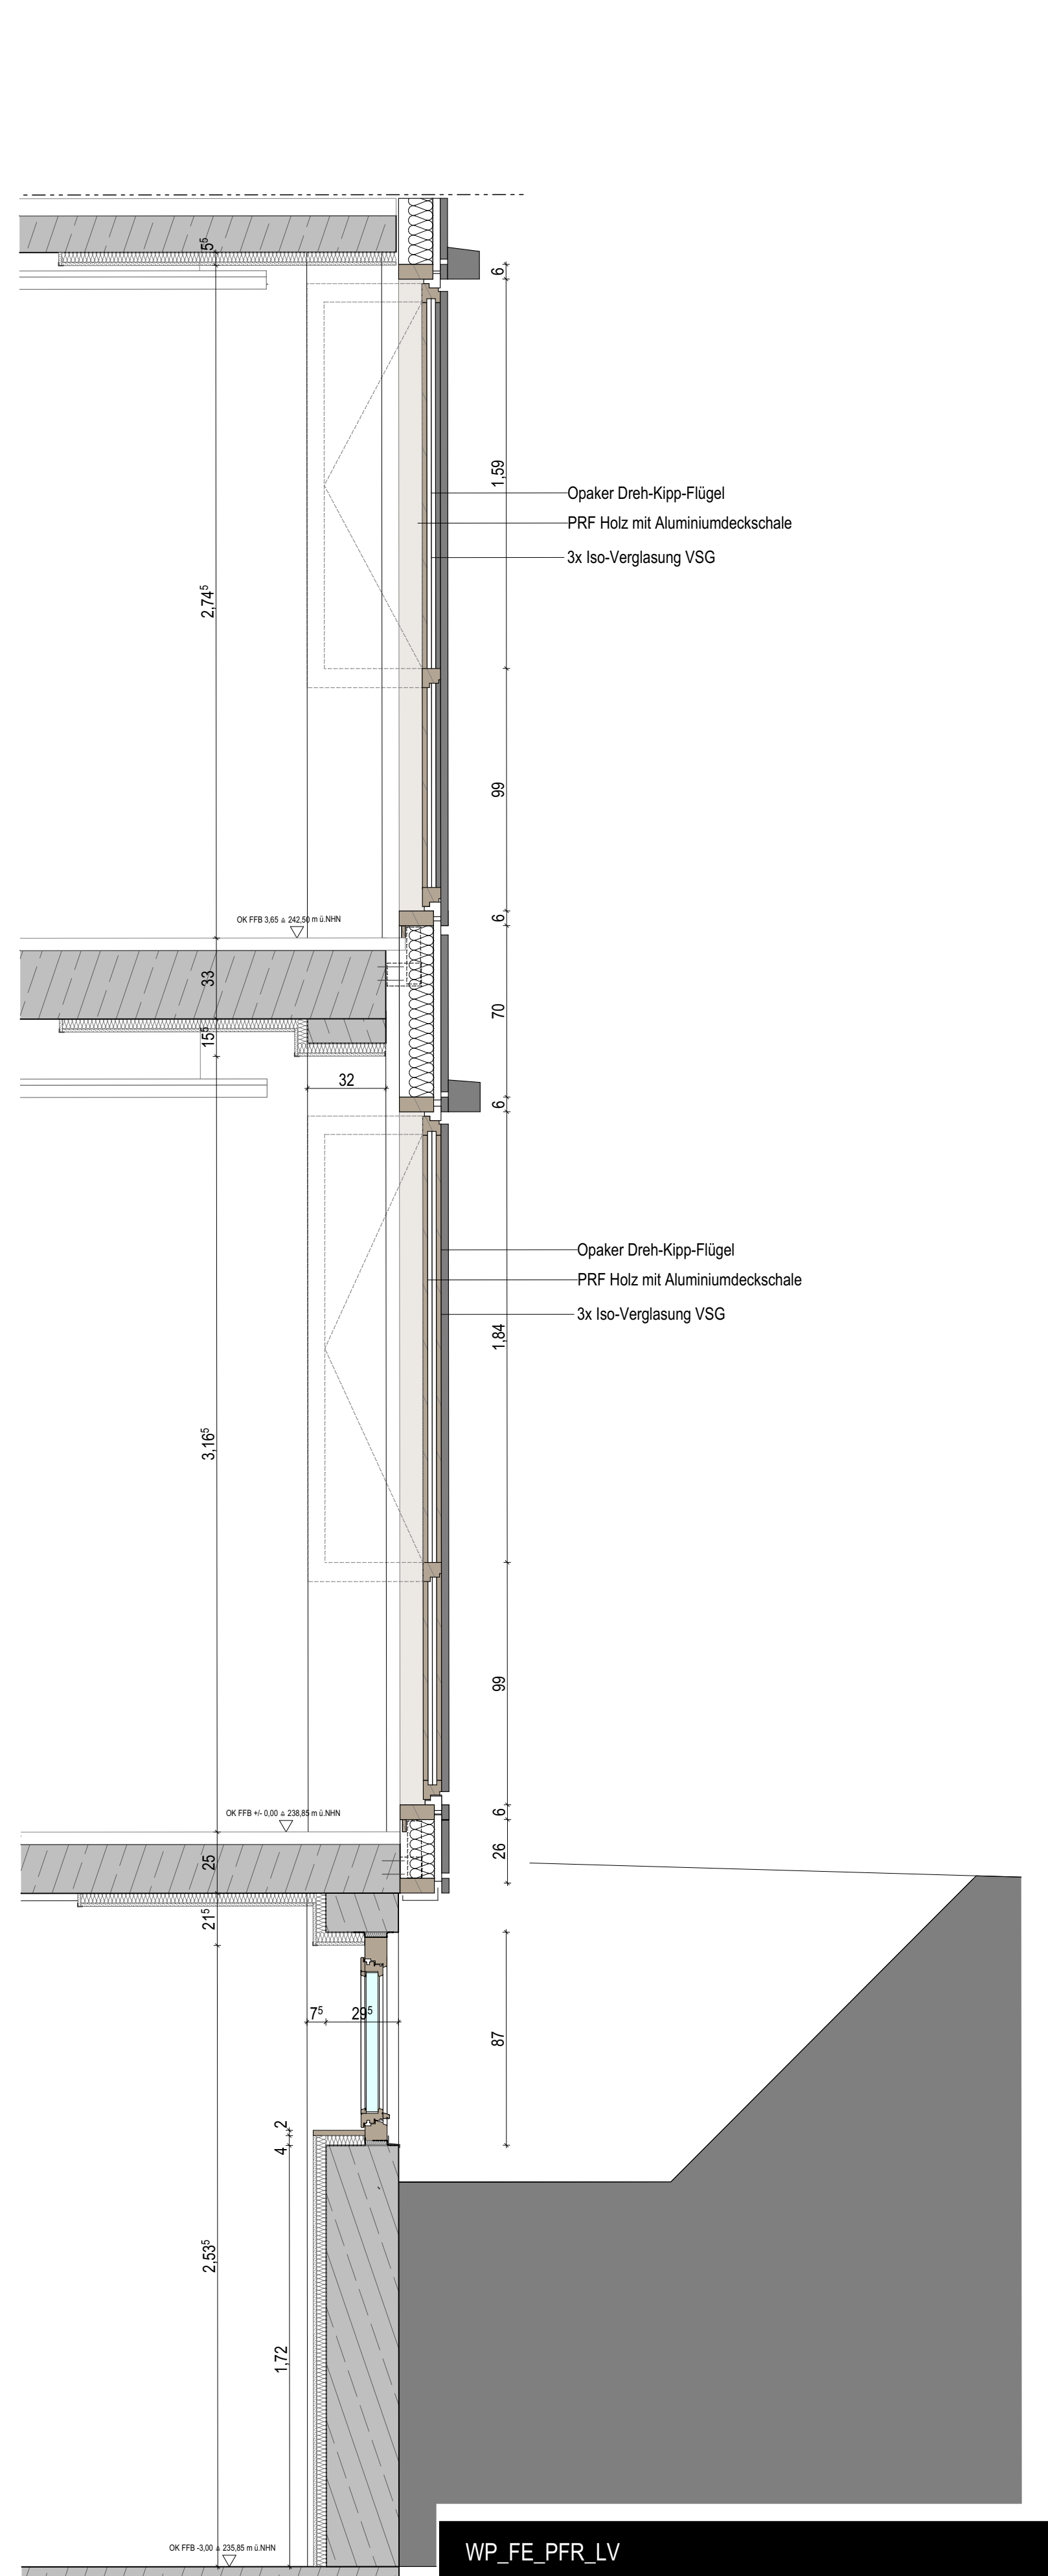 5⁵
6
1,59
Opaker Dreh-Kipp-Flügel
PRF Holz mit Aluminiumdeckschale
3x Iso-Verglasung VSG
2,74⁵
99
OK FFB 3,65 ≙ 242,50 m ü.NHN
6
33
70
15⁵
32
6
Opaker Dreh-Kipp-Flügel
PRF Holz mit Aluminiumdeckschale
3x Iso-Verglasung VSG
1,84
3,16⁵
99
OK FFB +/- 0,00 ≙ 238,85 m ü.NHN
6
26
25
21⁵
7⁵
29⁵
87
2
4
2,53⁵
1,72
OK FFB -3,00 ≙ 235,85 m ü.NHN
WP_FE_PFR_LV